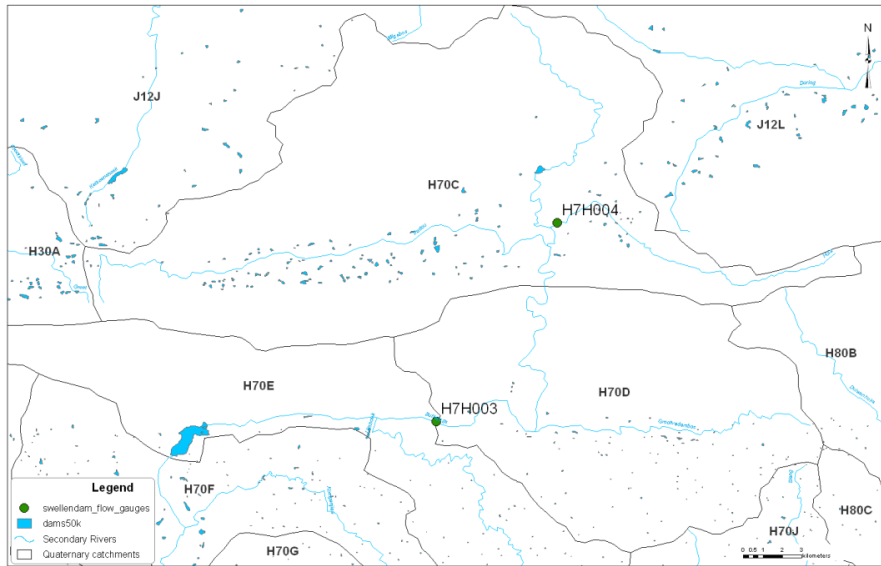 N
J12J
Doring
J12L
H70C
H7H004
H30A
H80B
H70E
H7H003
H70D
H70F
H80C
H70J
H70G
Legend
swellendam_flow_gauges
dams50k
Secondary Rivers
Quaternary catchments
0 0.5 1 2 3
kilometers